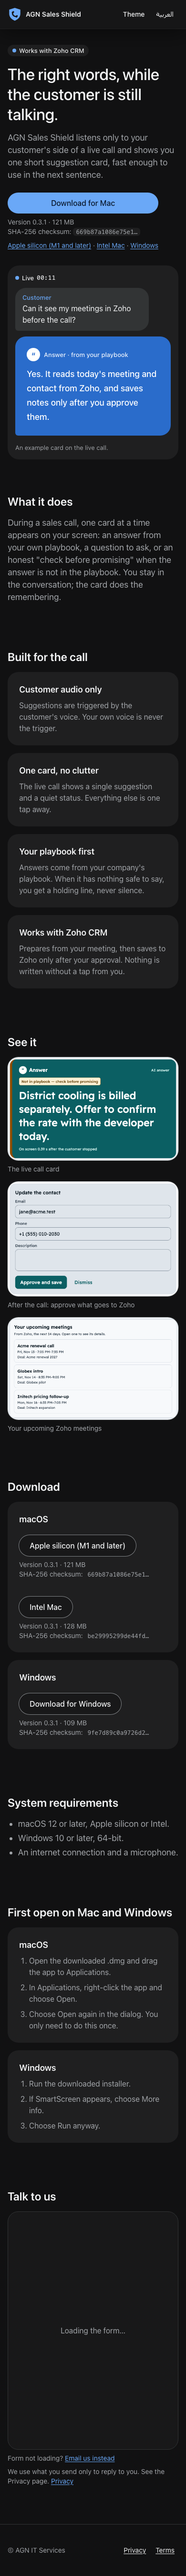 AGN Sales Shield
Theme
العربية
Works with Zoho CRM
The right words, while
the customer is still
talking.
AGN Sales Shield listens only to your
customer's side of a live call and shows you
one short suggestion card, fast enough to
use in the next sentence.
Download for Mac
Version 0.3.1 · 121 MB
SHA-256 checksum: 669b87a1086e75e1…
Apple silicon (M1 and later) · Intel Mac · Windows
Live 00:11
Customer
Can it see my meetings in Zoho
before the call?
Answer · from your playbook
Yes. It reads today's meeting and
contact from Zoho, and saves
notes only after you approve
them.
An example card on the live call.
What it does
During a sales call, one card at a time
appears on your screen: an answer from
your own playbook, a question to ask, or an
honest "check before promising" when the
answer is not in the playbook. You stay in
the conversation; the card does the
remembering.
Built for the call
Customer audio only
Suggestions are triggered by the
customer's voice. Your own voice is never
the trigger.
One card, no clutter
The live call shows a single suggestion
and a quiet status. Everything else is one
tap away.
Your playbook first
Answers come from your company's
playbook. When it has nothing safe to say,
you get a holding line, never silence.
Works with Zoho CRM
Prepares from your meeting, then saves to
Zoho only after your approval. Nothing is
written without a tap from you.
See it
Answer
Not in playbook — check before promising
District cooling is billed
separately. Offer to confirm
the rate with the developer
today.
The live call card
Update the contact
Email
jane@acme.test
Phone
+1 (555) 010-2030
Description
Approve and save
Dismiss
After the call: approve what goes to Zoho
Your upcoming meetings
Acme renewal call
Globex intro
Initech pricing follow-up
Your upcoming Zoho meetings
Download
macOS
Apple silicon (M1 and later)
Version 0.3.1 · 121 MB
SHA-256 checksum: 669b87a1086e75e1…
Intel Mac
Version 0.3.1 · 128 MB
SHA-256 checksum: be29995299de44fd…
Windows
Download for Windows
Version 0.3.1 · 109 MB
SHA-256 checksum: 9fe7d89c0a9726d2…
System requirements
• macOS 12 or later, Apple silicon or Intel.
• Windows 10 or later, 64-bit.
• An internet connection and a microphone.
First open on Mac and Windows
macOS
1. Open the downloaded .dmg and drag
the app to Applications.
2. In Applications, right-click the app and
choose Open.
3. Choose Open again in the dialog. You
only need to do this once.
Windows
1. Run the downloaded installer.
2. If SmartScreen appears, choose More
info.
3. Choose Run anyway.
Talk to us
Loading the form…
Form not loading? Email us instead
We use what you send only to reply to you. See the
Privacy page. Privacy
© AGN IT Services
Privacy
Terms